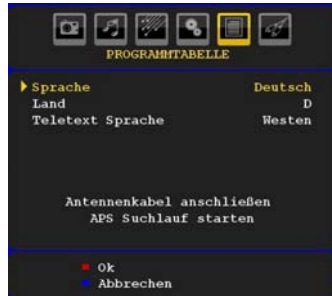 PROGRAMMTABELLE
Sprache Deutsch
Land D
Teletext Sprache Westen
Antennenkabel anschließen
APS Suchlauf starten
Ok
Abbrechen